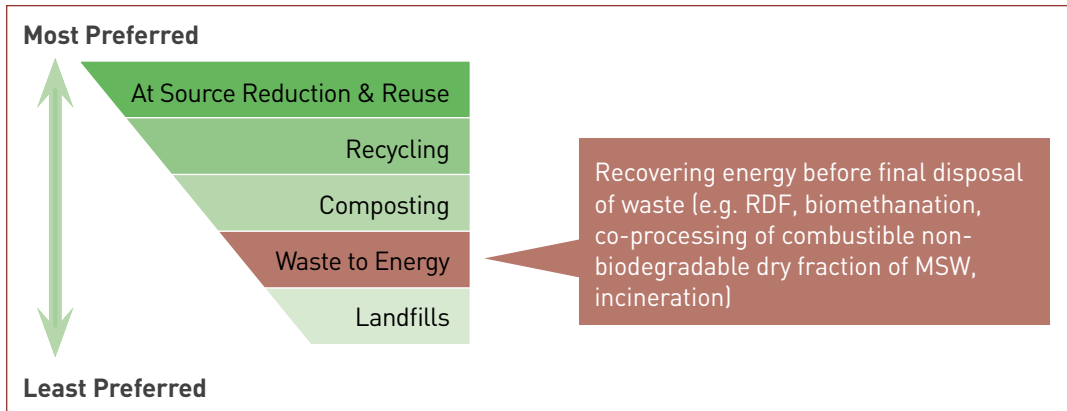 Most Preferred
At Source Reduction & Reuse
Recycling
Composting
Waste to Energy
Landfills
Least Preferred
Recovering energy before final disposal
of waste (e.g. RDF, biomethanation,
co-processing of combustible non-
biodegradable dry fraction of MSW,
incineration)